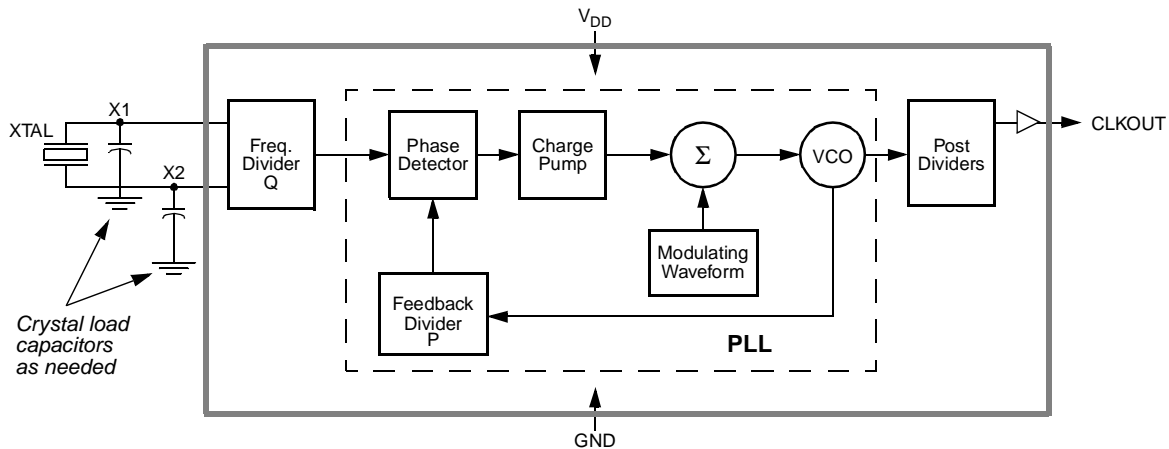 V_DD
X1
XTAL
X2
Freq.
Divider
Q
Phase
Detector
Charge
Pump
Σ
VCO
Post
Dividers
CLKOUT
Modulating
Waveform
Feedback
Divider
P
PLL
Crystal load
capacitors
as needed
GND